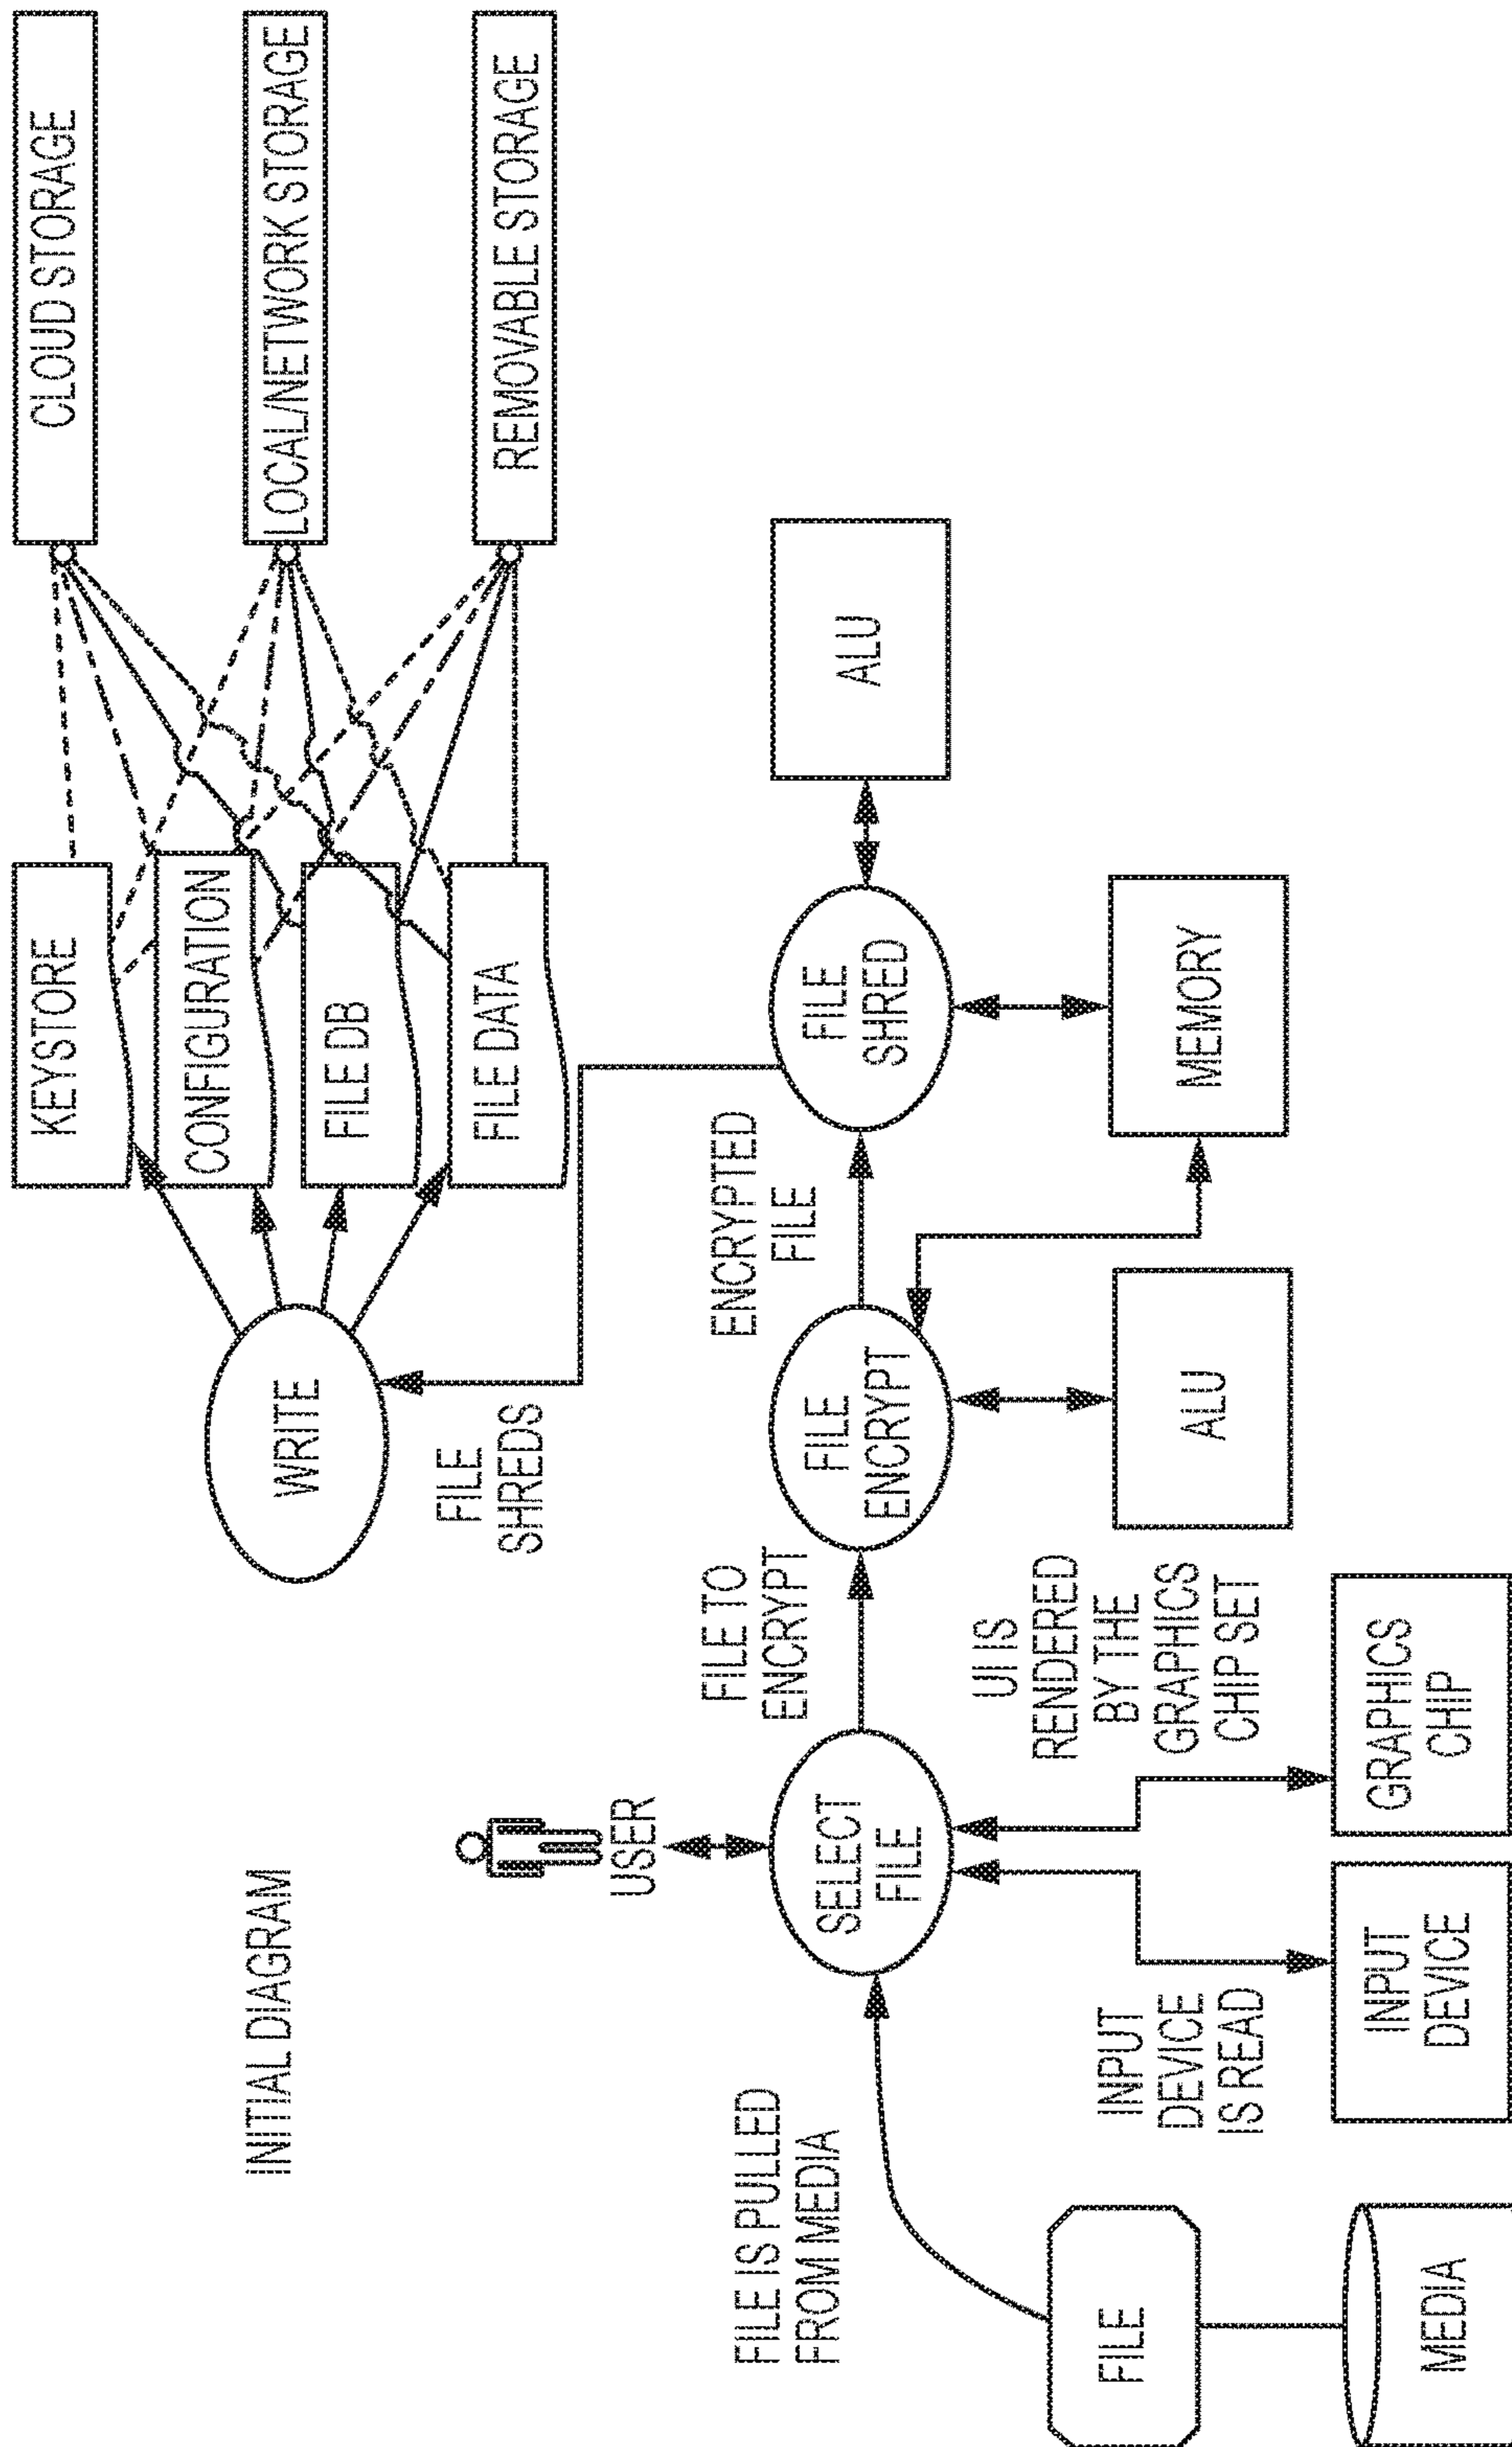 INITIAL DIAGRAM
USER
FILE IS PULLED
FROM MEDIA
FILE
MEDIA
SELECT
FILE
INPUT
DEVICE
IS READ
INPUT
DEVICE
UI IS
RENDERED
BY THE
GRAPHICS
CHIP SET
GRAPHICS
CHIP
FILE TO
ENCRYPT
FILE
ENCRYPT
ALU
ENCRYPTED
FILE
FILE
SHRED
MEMORY
ALU
FILE
SHREDS
WRITE
KEYSTORE
CONFIGURATION
FILE DB
FILE DATA
CLOUD STORAGE
LOCAL/NETWORK STORAGE
REMOVABLE STORAGE